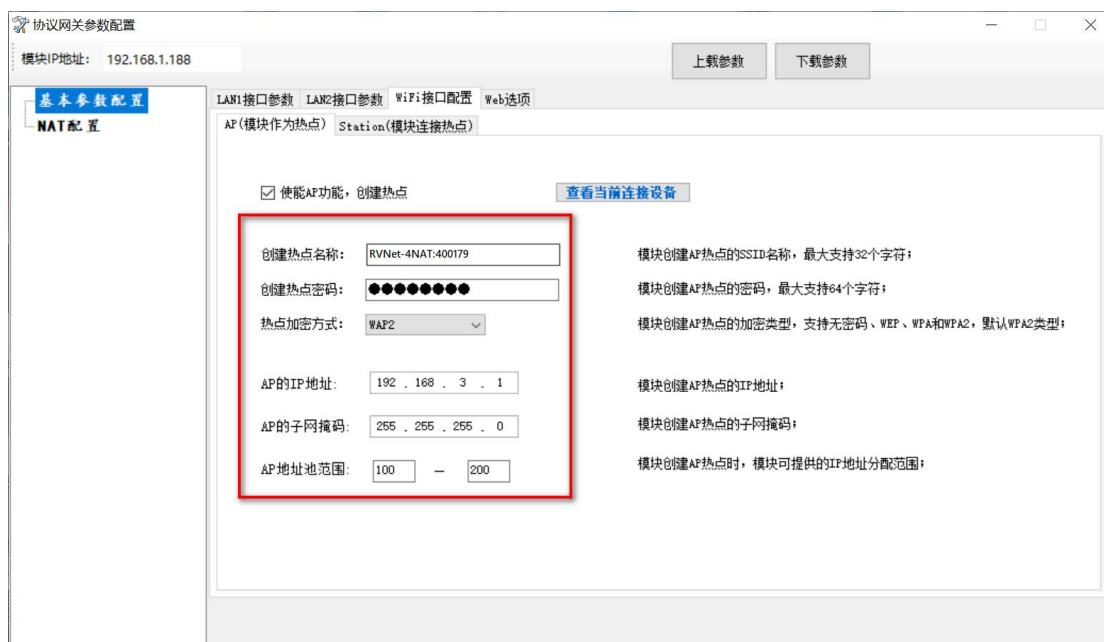 协议网关参数配置
模块IP地址: 192.168.1.188
上载参数 下载参数
基本参数配置
NAT配置
LAN1接口参数 LAN2接口参数 WiFi接口配置 Web选项
AP(模块作为热点) Station(模块连接热点)
使能AP功能，创建热点 查看当前连接设备
创建热点名称: RVNet-4NAT:400179 模块创建AP热点的SSID名称，最大支持32个字符；
创建热点密码: ●●●●●●●● 模块创建AP热点的密码，最大支持64个字符；
热点加密方式: WAP2 模块创建AP热点的加密类型，支持无密码、WEP、WPA和WPA2，默认WPA2类型；
AP的IP地址: 192 . 168 . 3 . 1 模块创建AP热点的IP地址；
AP的子网掩码: 255 . 255 . 255 . 0 模块创建AP热点的子网掩码；
AP地址池范围: 100 — 200 模块创建AP热点时，模块可提供的IP地址分配范围；